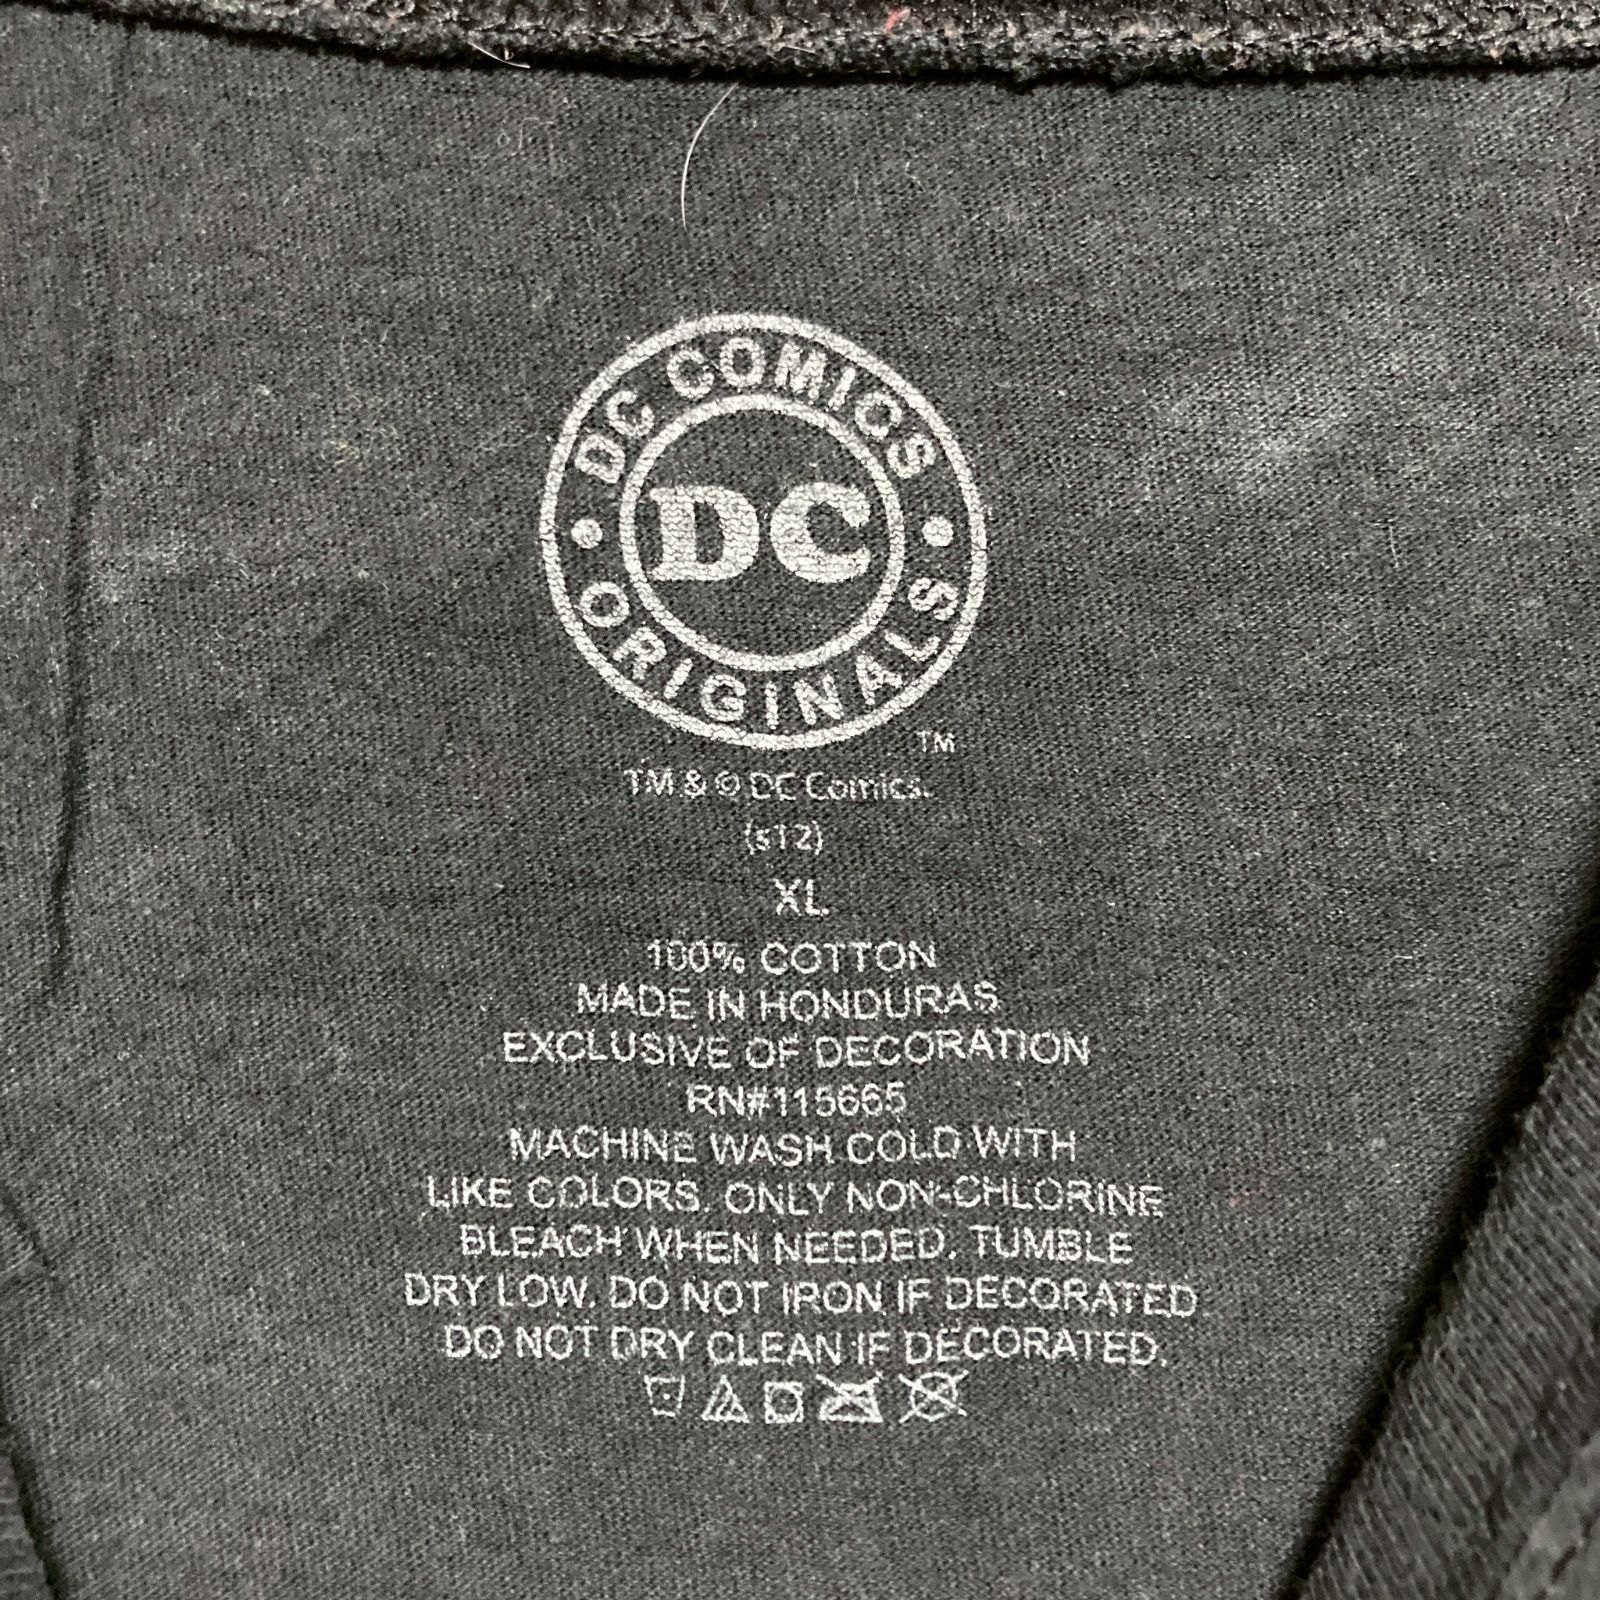 DC COMICS
DC
ORIGINALS
TM
TM & © DC Comics.
(s12)
XL
100% COTTON
MADE IN HONDURAS
EXCLUSIVE OF DECORATION
RN#115665
MACHINE WASH COLD WITH
LIKE COLORS. ONLY NON-CHLORINE
BLEACH WHEN NEEDED. TUMBLE
DRY LOW. DO NOT IRON IF DECORATED.
DO NOT DRY CLEAN IF DECORATED.